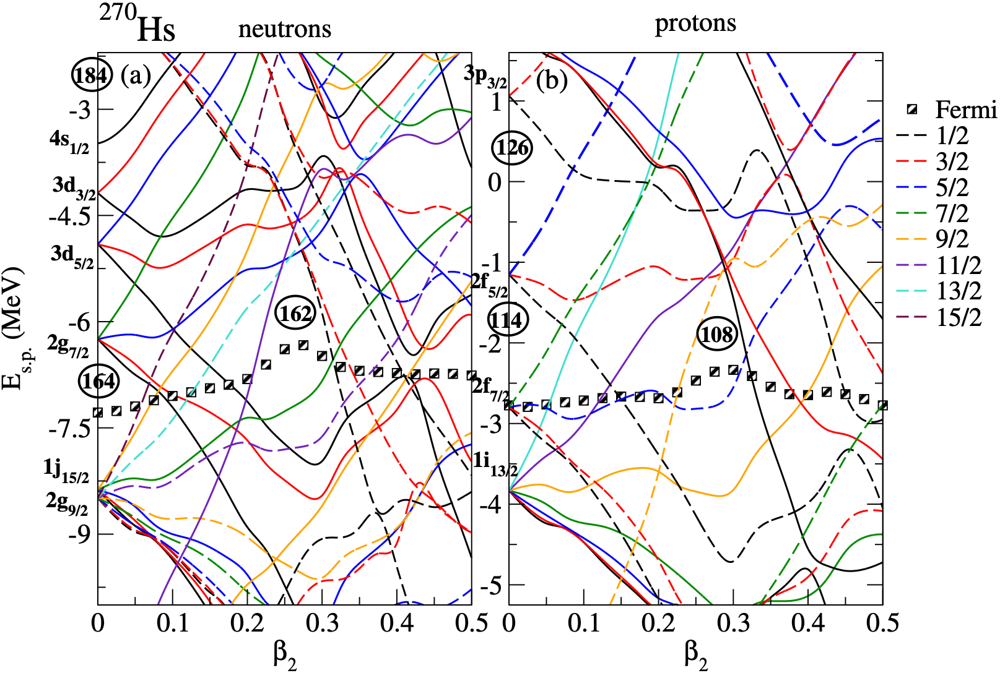 270Hs neutrons protons
184 (a) 3p3/2 (b)
-3 1 Fermi
4s1/2 126 1/2
3d3/2 0 3/2
-4.5 5/2
3d5/2 -1 7/2
2f5/2 9/2
162 114 11/2
-6 108 13/2
2g7/2 -2 15/2
164 2f7/2
-7.5 -3
1j15/2 1i13/2
2g9/2 -4
-9 -5
Es.p. (MeV)
0 0.1 0.2 0.3 0.4 0.5 0 0.1 0.2 0.3 0.4 0.5
β2 β2